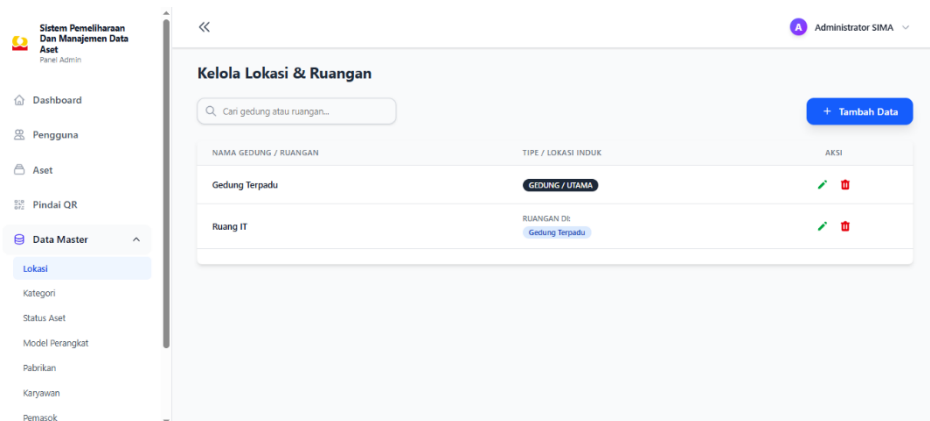 Sistem Pemeliharaan
Dan Manajemen Data
Aset
Panel Admin
Dashboard
Pengguna
Aset
Pindai QR
Data Master
Lokasi
Kategori
Status Aset
Model Perangkat
Pabrikan
Karyawan
Pemasok
A Administrator SIMA
Kelola Lokasi & Ruangan
Cari gedung atau ruangan...
+ Tambah Data
NAMA GEDUNG / RUANGAN TIPE / LOKASI INDUK AKSI
Gedung Terpadu GEDUNG / UTAMA
RUANGAN DI:
Ruang IT Gedung Terpadu